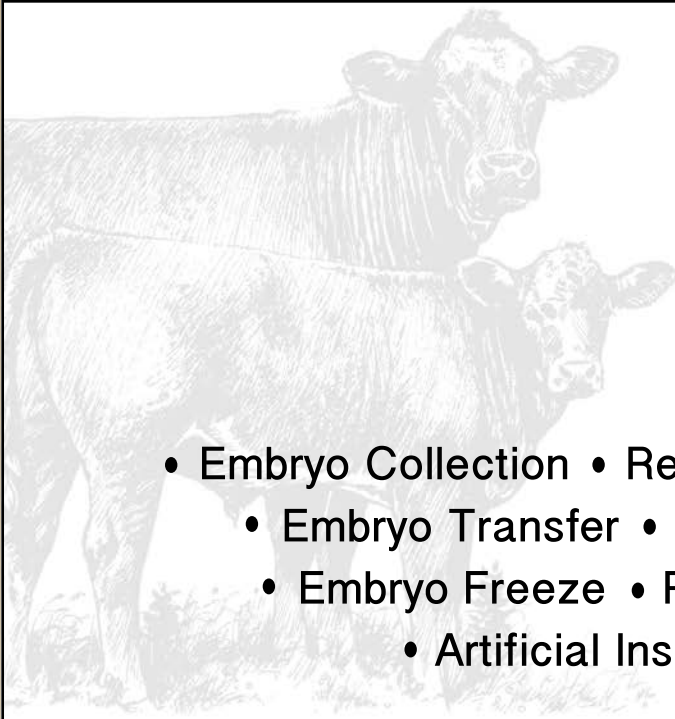 • Embryo Collection • Re
• Embryo Transfer •
• Embryo Freeze •
• Artificial Ins